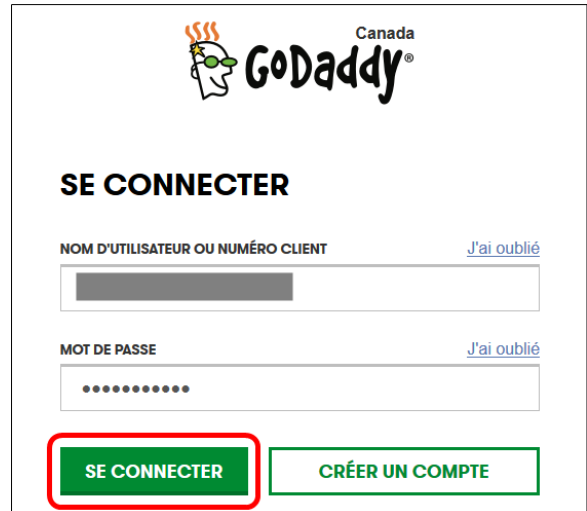 Canada
GoDaddy®
SE CONNECTER
NOM D'UTILISATEUR OU NUMÉRO CLIENT J'ai oublié
MOT DE PASSE J'ai oublié
•••••••••••
SE CONNECTER CRÉER UN COMPTE